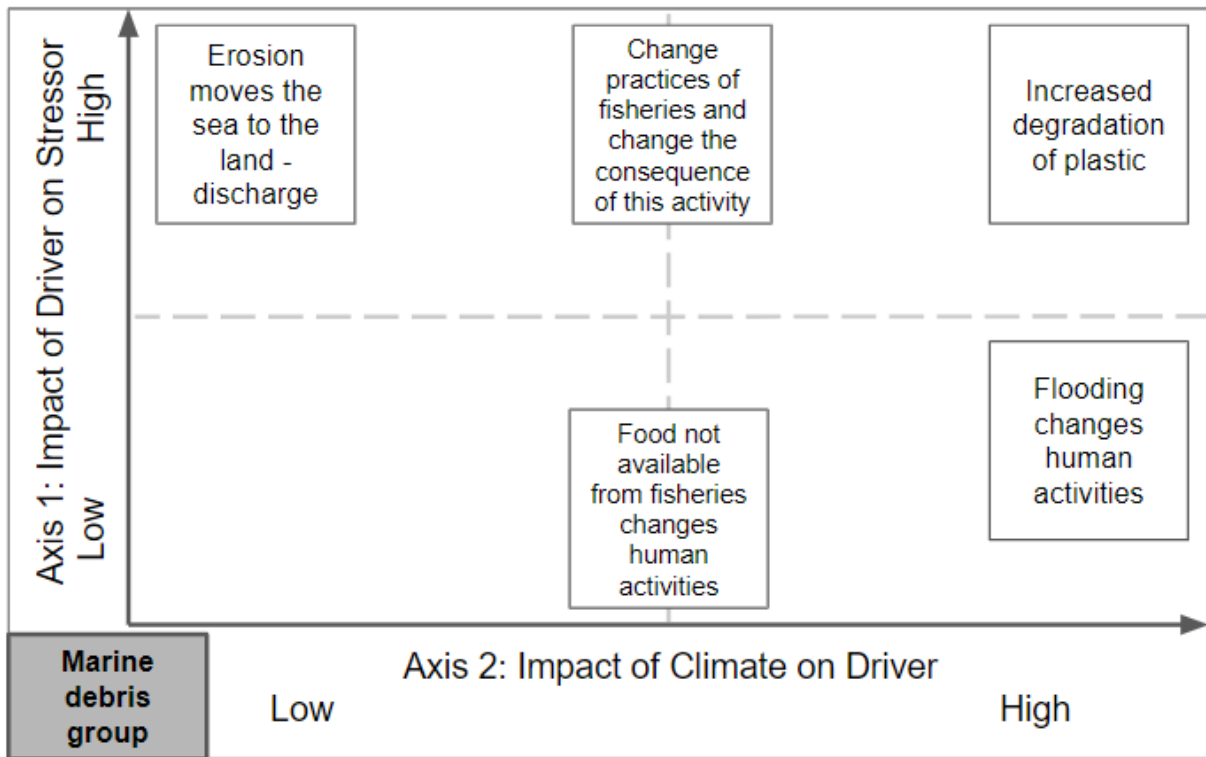 Axis 1: Impact of Driver on Stressor
High
Low
Erosion
moves the
sea to the
land -
discharge
Change
practices of
fisheries and
change the
consequence
of this activity
Increased
degradation
of plastic
Food not
available
from fisheries
changes
human
activities
Flooding
changes
human
activities
Marine
debris
group
Axis 2: Impact of Climate on Driver
Low
High